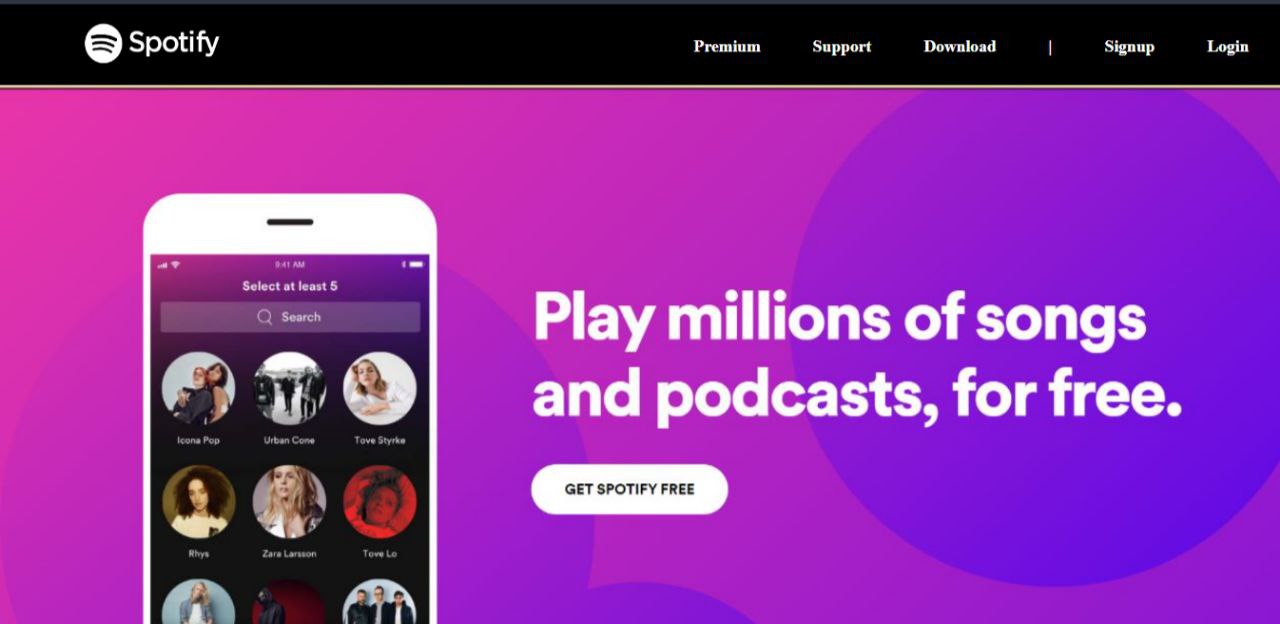 Spotify
Premium Support Download | Signup Login
9:41 AM
Select at least 5
Search
Play millions of songs
and podcasts, for free.
Icona Pop Urban Cone Tove Styrke
GET SPOTIFY FREE
Rhys Zara Larsson Tove Lo